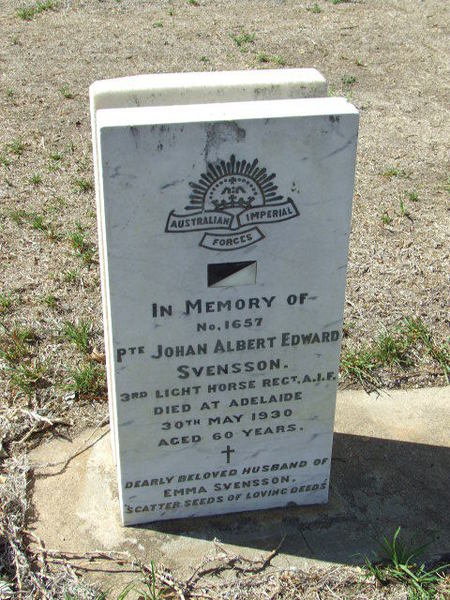 AUSTRALIAN IMPERIAL
FORCES
IN MEMORY OF
No. 1657
PTE JOHAN ALBERT EDWARD
SVENSSON.
3RD LIGHT HORSE REGT, A.I.F.
DIED AT ADELAIDE
30TH MAY 1930
AGED 60 YEARS.
DEARLY BELOVED HUSBAND OF
EMMA SVENSSON.
SCATTER SEEDS OF LOVING DEEDS.